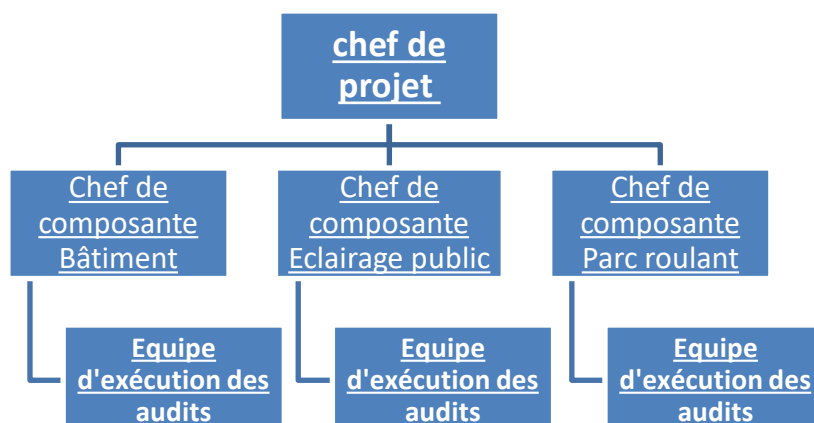 chef de
projet
Chef de
composante
Bâtiment
Chef de
composante
Eclairage public
Chef de
composante
Parc roulant
Equipe
d'exécution des
audits
Equipe
d'exécution des
audits
Equipe
d'exécution des
audits